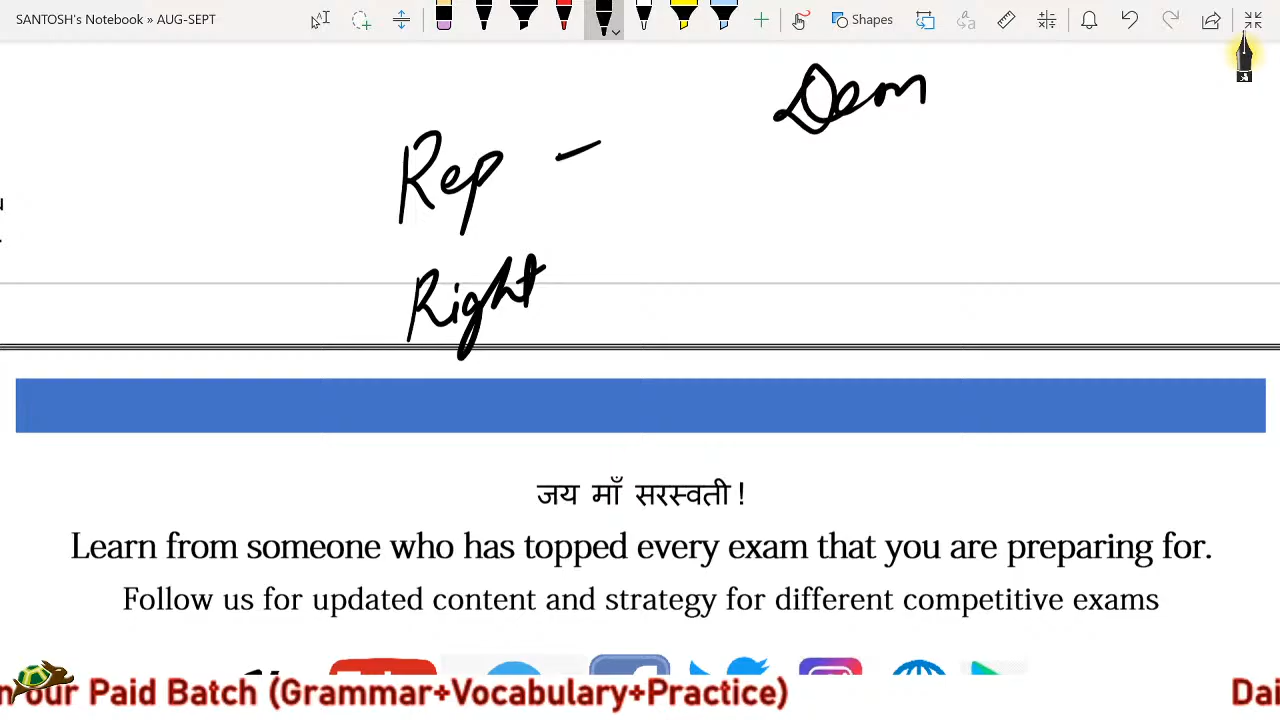 SANTOSH's Notebook » AUG-SEPT
Shapes
Dem
Rep –
Right
जय माँ सरस्वती !
Learn from someone who has topped every exam that you are preparing for.
Follow us for updated content and strategy for different competitive exams
n our Paid Batch (Grammar+Vocabulary+Practice) Dai